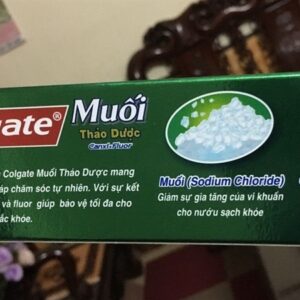 gate® Muối
Thảo Dược
Canxi & Fluor
Colgate Muối Thảo Dược mang
áp chăm sóc tự nhiên. Với sự kết
và fluor giúp bảo vệ tối đa cho
ắc khỏe.
Muối (Sodium Chloride)
Giảm sự gia tăng của vi khuẩn
cho nướu sạch khỏe